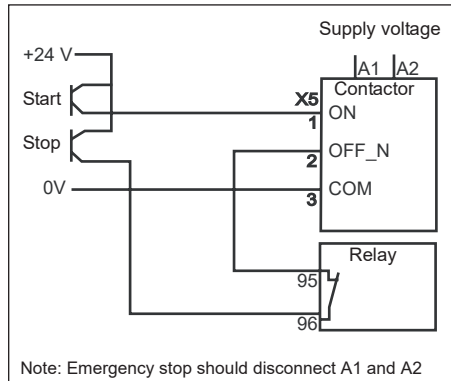 Supply voltage
+24 V
A1 A2
Contactor
Start
X5
1 ON
Stop
2 OFF_N
0V
3 COM
Relay
95
96
Note: Emergency stop should disconnect A1 and A2